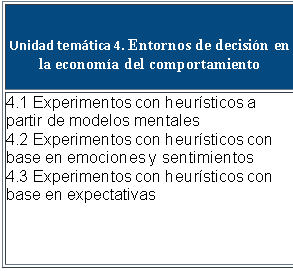 Unidad temática 4. Entornos de decisión en
la economía del comportamiento
4.1 Experimentos con heurísticos a
partir de modelos mentales
4.2 Experimentos con heurísticos con
base en emociones y sentimientos
4.3 Experimentos con heurísticos con
base en expectativas